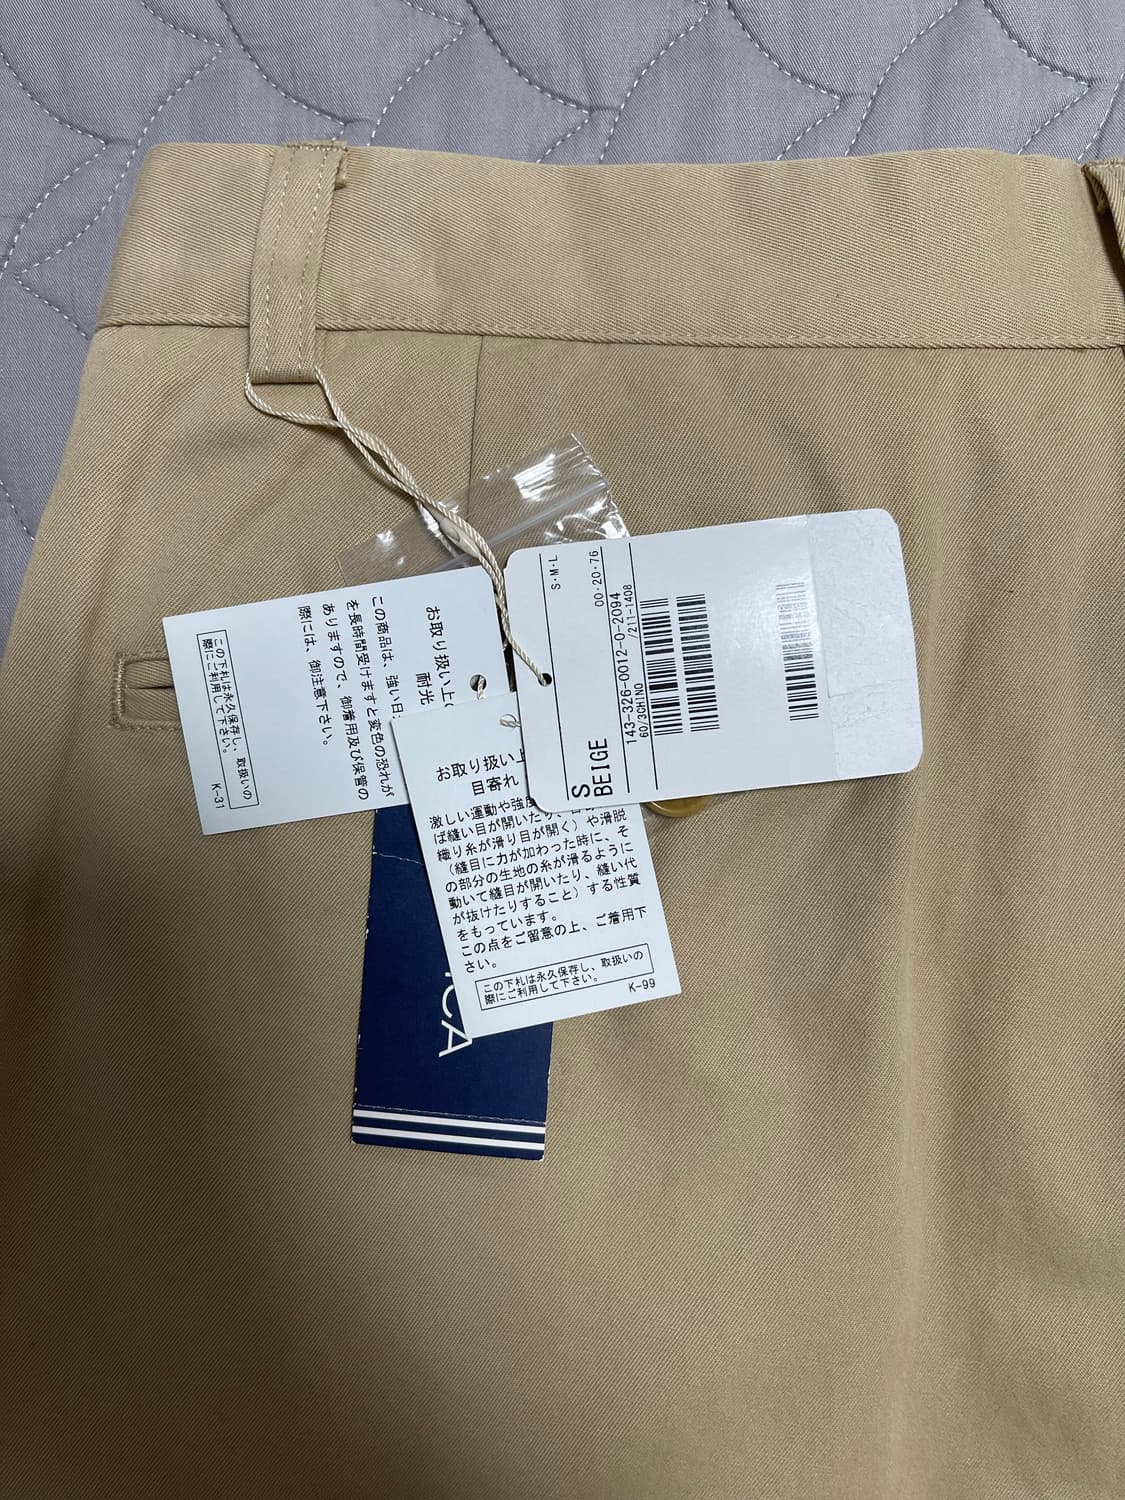 S・M・L
00・20・76
S
BEIGE
143-326-0012-0-2094
60/3CHINO
/211-1408
お取り扱い上
耐光
この商品は、強い日
を長時間受けますと変色の恐れが
ありますので、御着用及び保管の
際には、御注意下さい。
この下札は永久保存し、取扱いの
際にご利用して下さい。
K-31
お取り扱い上
目寄れ
激しい運動や強度
ば縫い目が開いたり、
織り糸が滑り目が開く）や滑脱
（縫目に力が加わった時に、そ
の部分の生地の糸が滑るように
動いて縫目が開いたり、縫い代
が抜けたりすること）する性質
をもっています。
この点をご留意の上、ご着用下
さい。
この下札は永久保存し、取扱いの
際にご利用して下さい。
K-99
CA